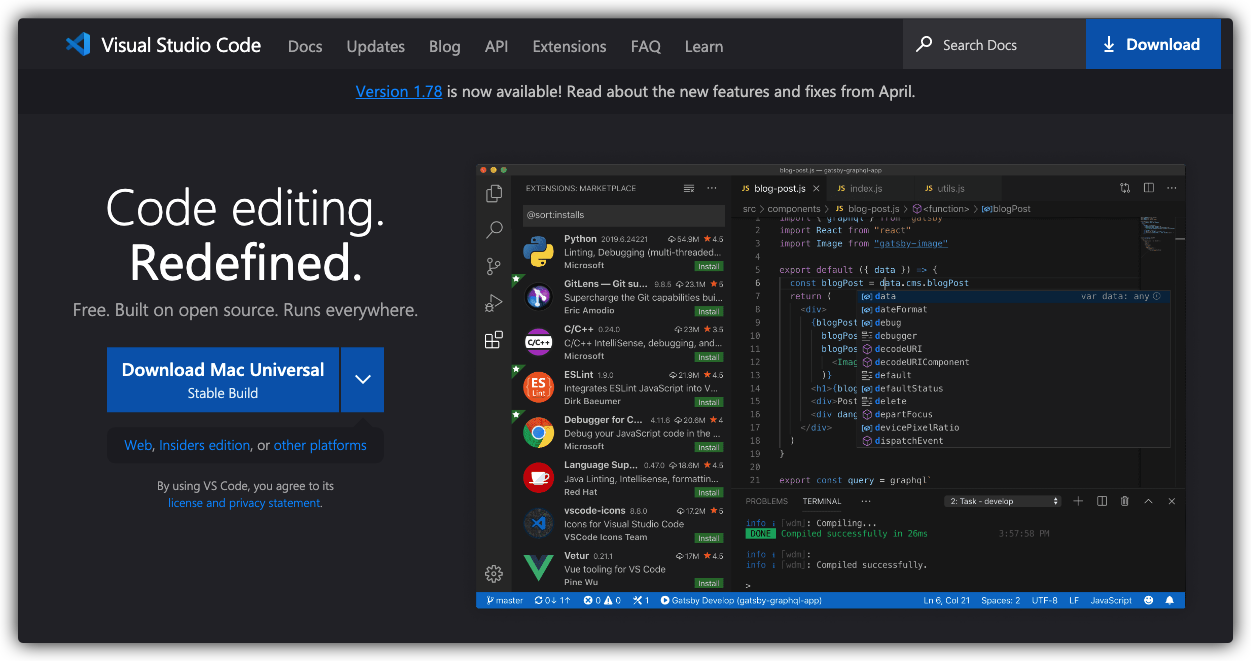 Visual Studio Code Docs Updates Blog API Extensions FAQ Learn Search Docs Download
Version 1.78 is now available! Read about the new features and fixes from April.
Code editing.
Redefined.
Free. Built on open source. Runs everywhere.
Download Mac Universal
Stable Build
Web, Insiders edition, or other platforms
By using VS Code, you agree to its
license and privacy statement.
blog-post.js — gatsby-graphql-app
EXTENSIONS: MARKETPLACE
@sort:installs
Python 2019.6.24221 54.9M 4.5
Linting, Debugging (multi-threaded...
Microsoft Install
GitLens — Git su... 9.8.5 23.1M 5
Supercharge the Git capabilities bui...
Eric Amodio Install
C/C++ 0.24.0 23M 3.5
C/C++ IntelliSense, debugging, and...
Microsoft Install
ESLint 1.9.0 21.9M 4.5
Integrates ESLint JavaScript into V...
Dirk Baeumer Install
Debugger for C... 4.11.6 20.6M 4
Debug your JavaScript code in the ...
Microsoft Install
Language Sup... 0.47.0 18.6M 4.5
Java Linting, Intellisense, formattin...
Red Hat Install
vscode-icons 8.8.0 17.2M 5
Icons for Visual Studio Code
VSCode Icons Team Install
Vetur 0.21.1 17M 4.5
Vue tooling for VS Code
Pine Wu Install
C/C++
ES
Lint
JS blog-post.js JS index.js JS utils.js ...
src > components > JS blog-post.js > <function> > blogPost
1 import { graphql } from "gatsby"
2 import React from "react"
3 import Image from "gatsby-image"
4
5 export default ({ data }) => {
6 const blogPost = data.cms.blogPost
7 return (
8 <div>
9 {blogPost
10 blogPos
11 blogPos
12 <Imag
13 )}
14 <h1>{blog
15 <div>Post
16 <div dang
17 </div>
18 )
19 }
20
21 export const query = graphql`
data var data: any
dateFormat
debug
debugger
decodeURI
decodeURIComponent
default
defaultStatus
delete
departFocus
devicePixelRatio
dispatchEvent
PROBLEMS TERMINAL ... 2: Task - develop
info ↓ [wdm]: Compiling...
DONE Compiled successfully in 26ms 3:57:58 PM
info ↓ [wdm]:
info ↓ [wdm]: Compiled successfully.
>
master 0↓ 1↑ 0 0 1 Gatsby Develop (gatsby-graphql-app) Ln 6, Col 21 Spaces: 2 UTF-8 LF JavaScript